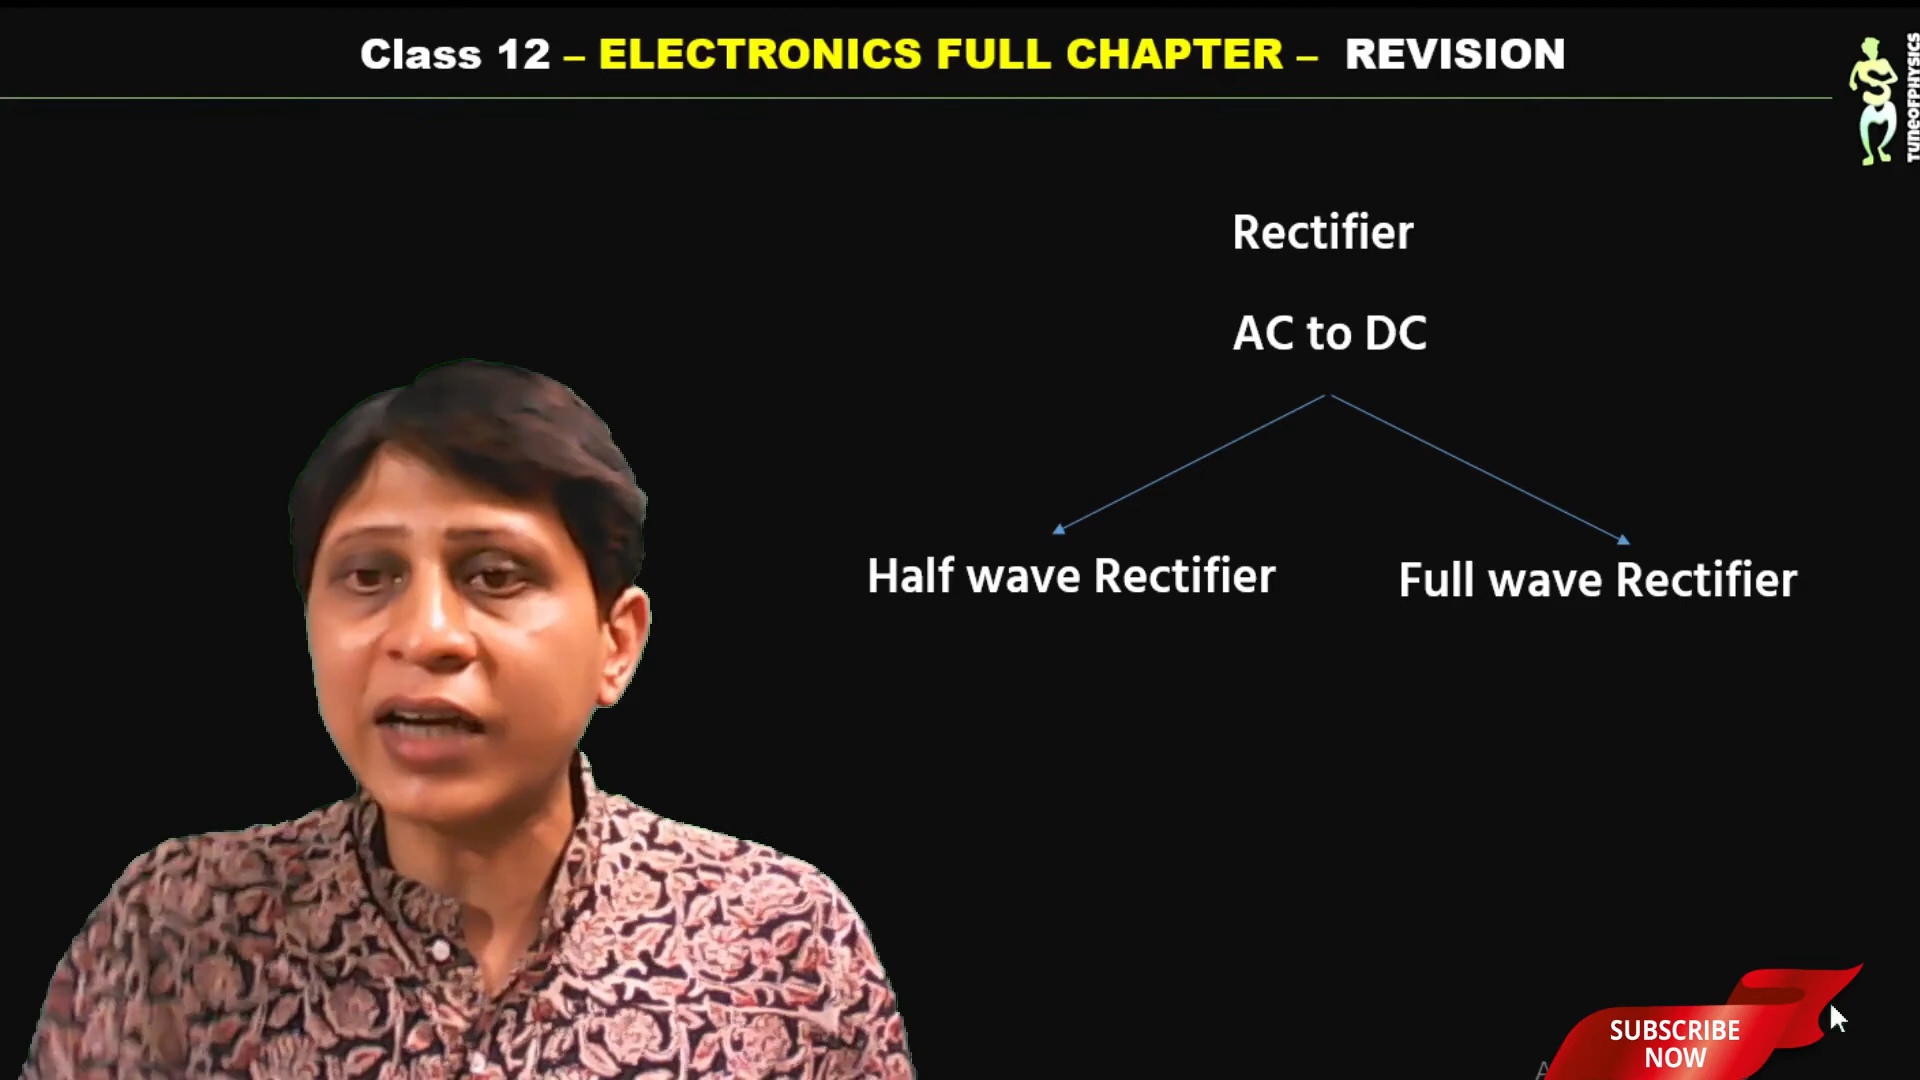 Class 12 – ELECTRONICS FULL CHAPTER – REVISION
TUNEOFPHYSICS
Rectifier
AC to DC
Half wave Rectifier
Full wave Rectifier
SUBSCRIBE
NOW